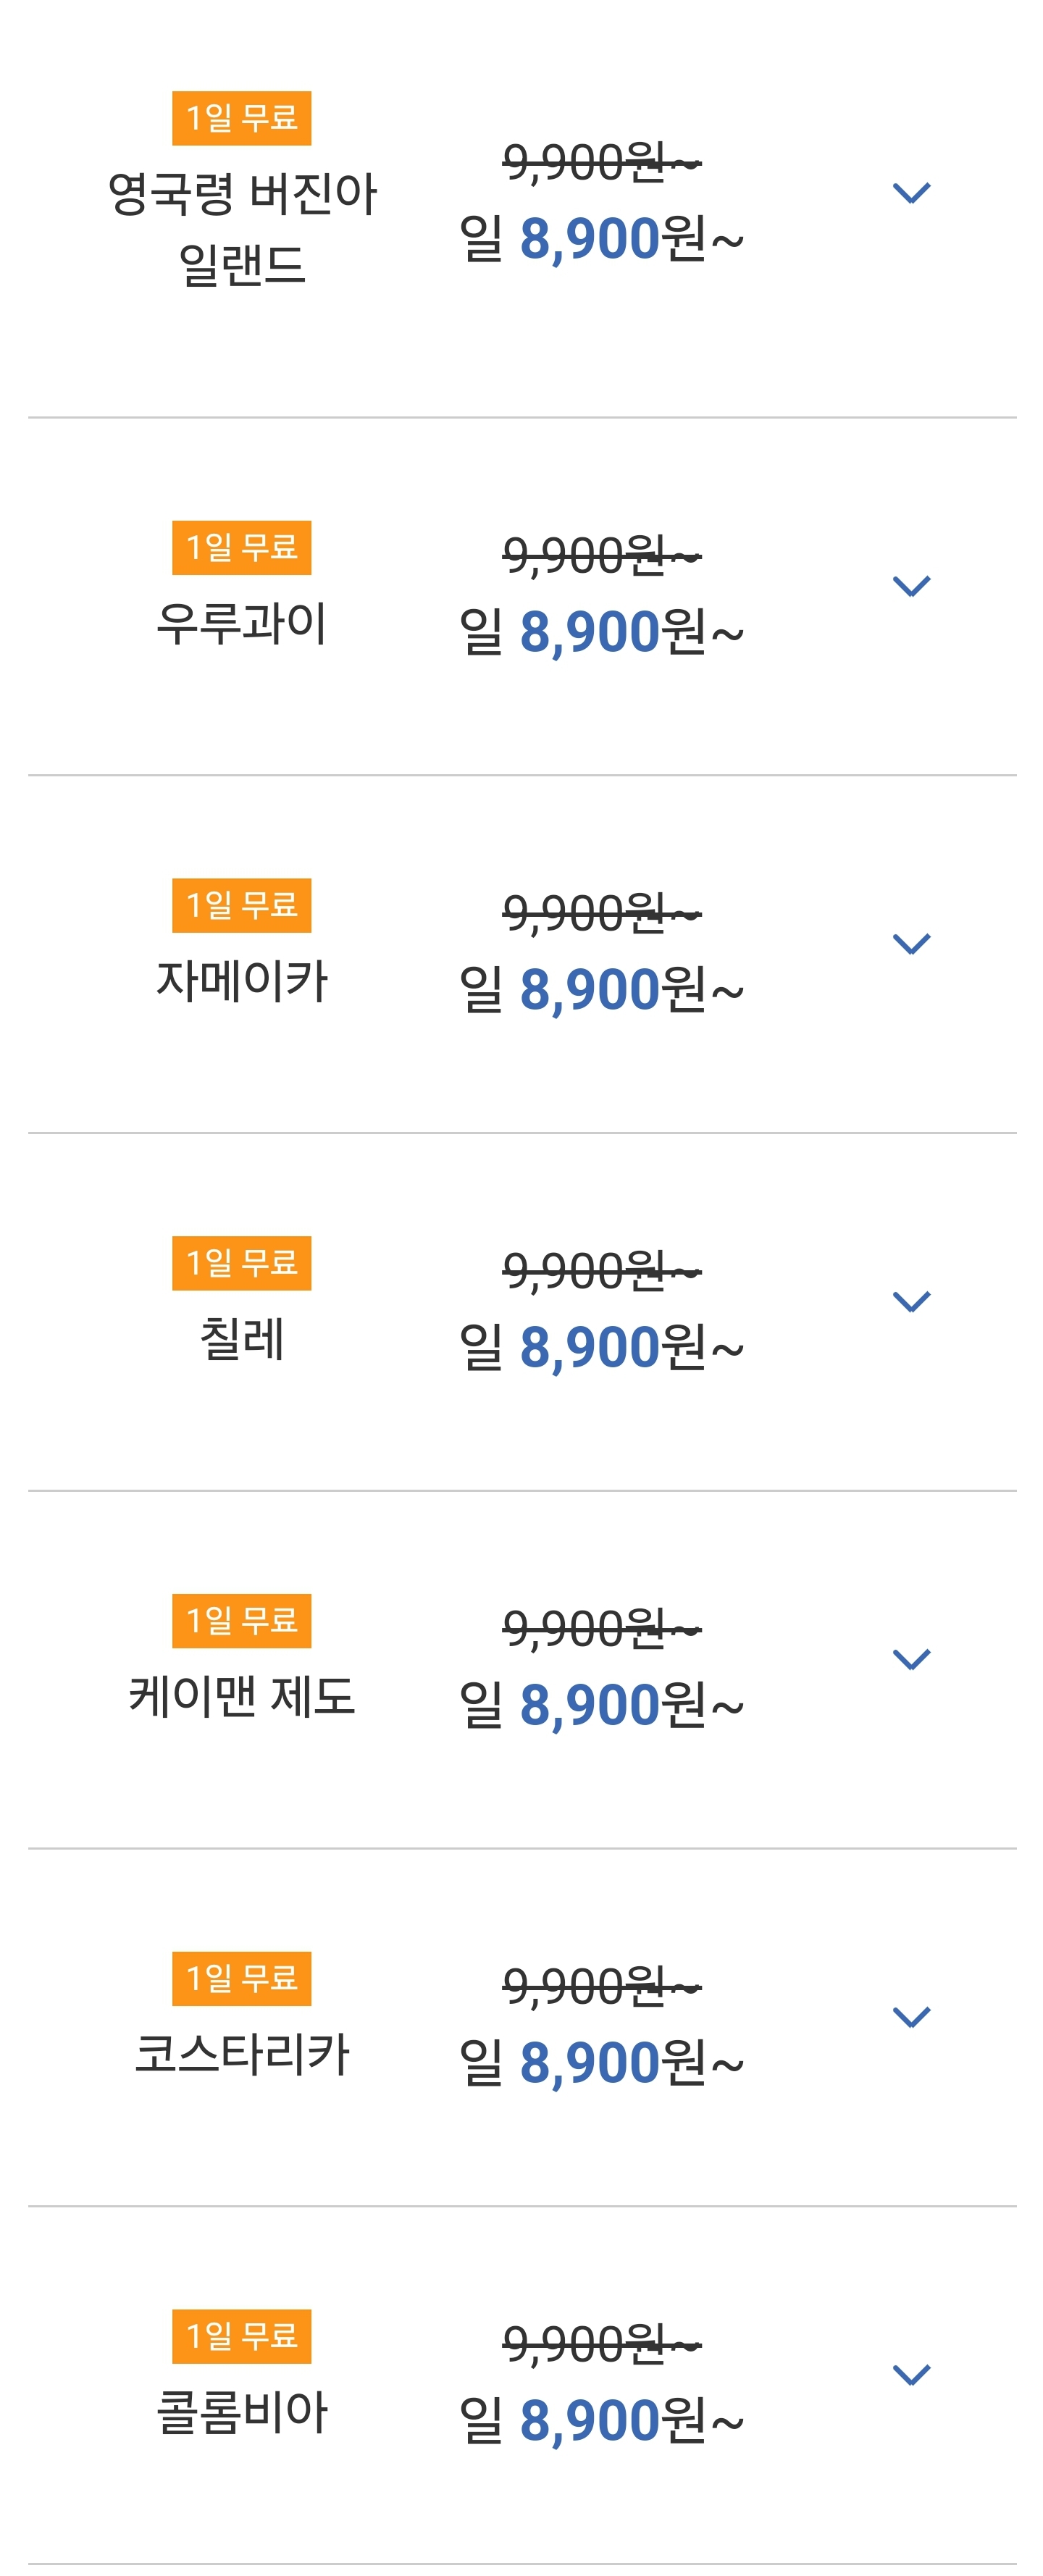 1일 무료
영국령 버진아
일랜드
9,900원~
일 8,900원~
1일 무료
우루과이
9,900원~
일 8,900원~
1일 무료
자메이카
9,900원~
일 8,900원~
1일 무료
칠레
9,900원~
일 8,900원~
1일 무료
케이맨 제도
9,900원~
일 8,900원~
1일 무료
코스타리카
9,900원~
일 8,900원~
1일 무료
콜롬비아
9,900원~
일 8,900원~